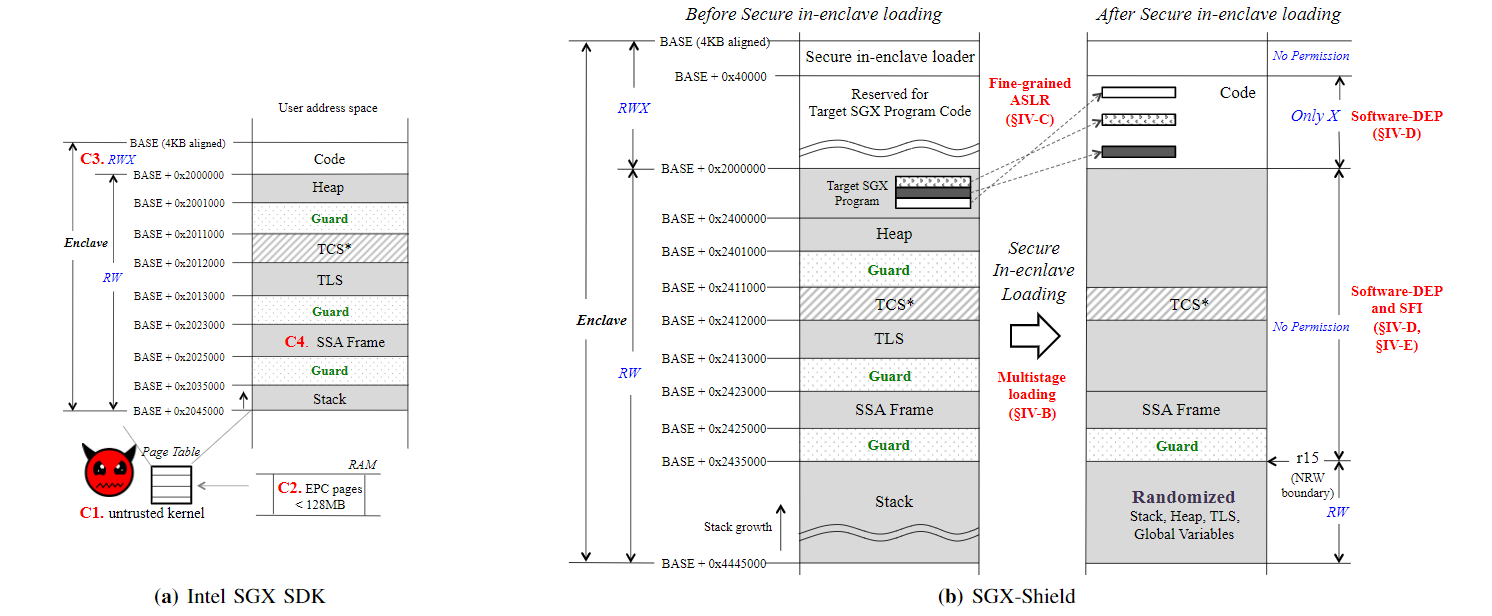 User address space
BASE (4KB aligned)
C3. RWX
Code
BASE + 0x2000000
Heap
BASE + 0x2001000
Guard
BASE + 0x2011000
Enclave
TCS*
BASE + 0x2012000
RW
TLS
BASE + 0x2013000
Guard
BASE + 0x2023000
C4. SSA Frame
BASE + 0x2025000
Guard
BASE + 0x2035000
Stack
BASE + 0x2045000
Page Table
RAM
C2. EPC pages
< 128MB
C1. untrusted kernel
(a) Intel SGX SDK
Before Secure in-enclave loading
BASE (4KB aligned)
Secure in-enclave loader
BASE + 0x40000
RWX
Reserved for
Target SGX Program Code
BASE + 0x2000000
Target SGX
Program
BASE + 0x2400000
Heap
BASE + 0x2401000
Guard
BASE + 0x2411000
TCS*
Enclave
BASE + 0x2412000
TLS
BASE + 0x2413000
RW
Guard
BASE + 0x2423000
SSA Frame
BASE + 0x2425000
Guard
BASE + 0x2435000
Stack
Stack growth
BASE + 0x4445000
Fine-grained
ASLR
(§IV-C)
Secure
In-ecnlave
Loading
Multistage
loading
(§IV-B)
After Secure in-enclave loading
No Permission
Code
Only X
Software-DEP
(§IV-D)
TCS*
Software-DEP
and SFI
(§IV-D,
§IV-E)
No Permission
SSA Frame
Guard
r15
(NRW
boundary)
RW
Randomized
Stack, Heap, TLS,
Global Variables
(b) SGX-Shield